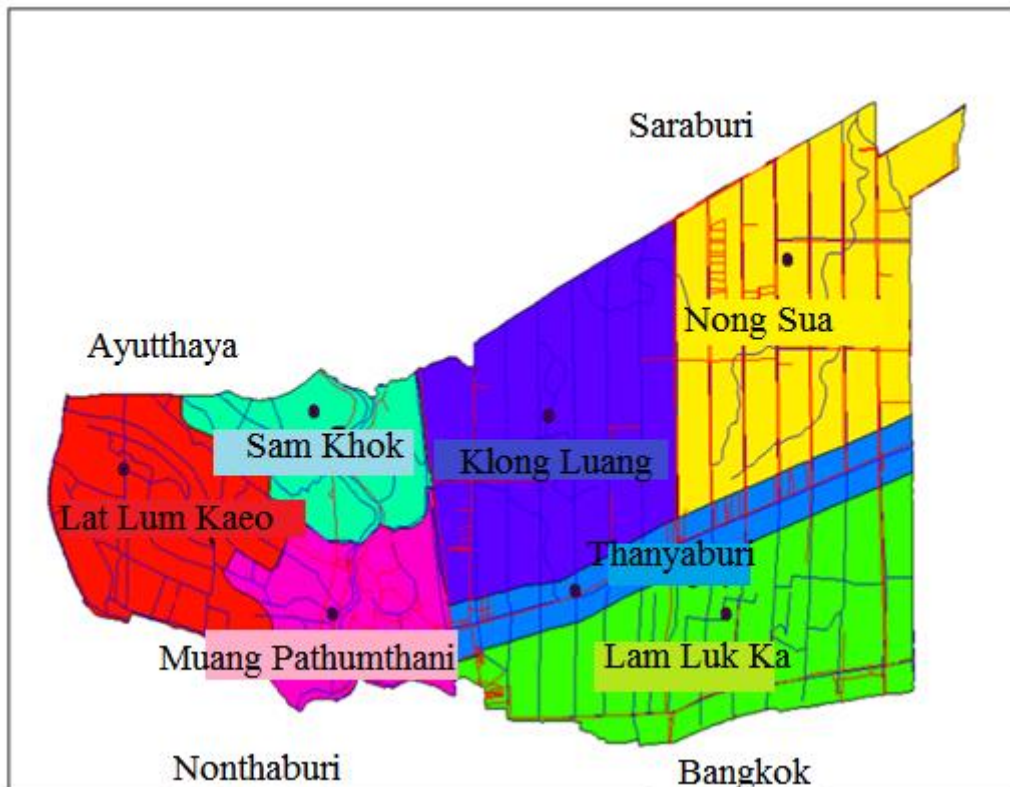 Saraburi
Nong Sua
Ayutthaya
Sam Khok
Klong Luang
Lat Lum Kaeo
Thanyaburi
Muang Pathumthani
Lam Luk Ka
Nonthaburi
Bangkok